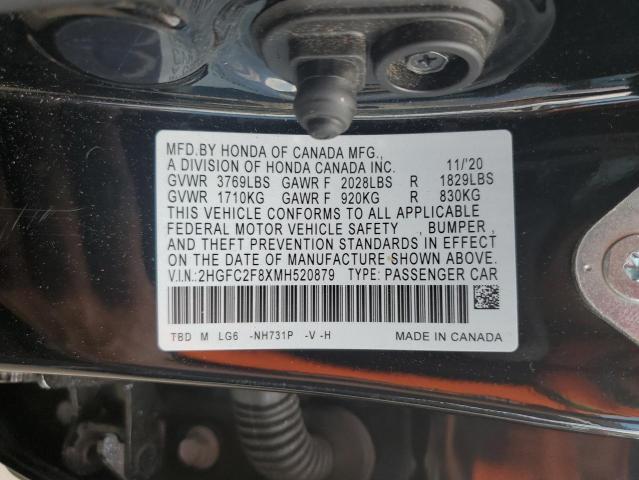 MFD.BY HONDA OF CANADA MFG.,
A DIVISION OF HONDA CANADA INC. 11/'20
GVWR 3769LBS GAWR F 2028LBS R 1829LBS
GVWR 1710KG GAWR F 920KG R 830KG
THIS VEHICLE CONFORMS TO ALL APPLICABLE
FEDERAL MOTOR VEHICLE SAFETY , BUMPER ,
AND THEFT PREVENTION STANDARDS IN EFFECT
ON THE DATE OF MANUFACTURE SHOWN ABOVE.
V.I.N.:2HGFC2F8XMH520879 TYPE: PASSENGER CAR
TBD M LG6 -NH731P -V -H MADE IN CANADA